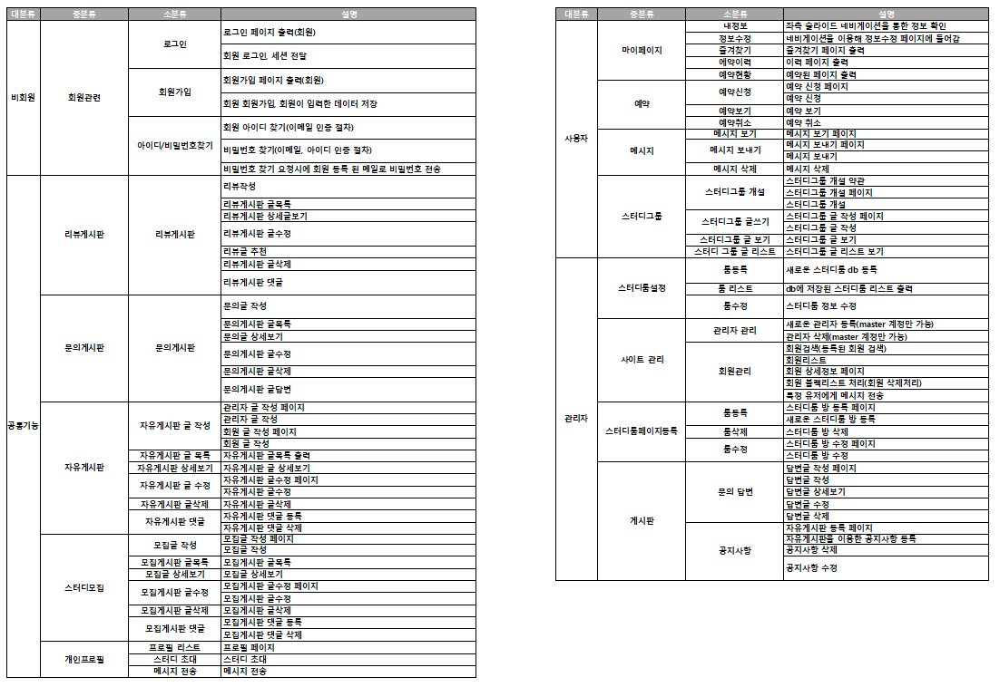 대분류 중분류 소분류 설명
비회원 회원관련 로그인 로그인 페이지 출력(회원)
회원 로그인, 세션 전달
회원가입 회원가입 페이지 출력(회원)
회원 회원가입, 회원이 입력한 데이터 저장
아이디/비밀번호찾기 회원 아이디 찾기(이메일 인증 절차)
비밀번호 찾기(이메일, 아이디 인증 절차)
비밀번호 찾기 요청시에 회원 등록 된 메일로 비밀번호 전송
공통기능 리뷰게시판 리뷰게시판 리뷰작성
리뷰게시판 글목록
리뷰게시판 상세글보기
리뷰게시판 글수정
리뷰글 추천
리뷰게시판 글삭제
리뷰게시판 댓글
문의게시판 문의게시판 문의글 작성
문의게시판 글목록
문의글 상세보기
문의게시판 글수정
문의게시판 글삭제
문의게시판 글답변
자유게시판 자유게시판 글 작성 관리자 글 작성 페이지
관리자 글 작성
회원 글 작성 페이지
회원 글 작성
자유게시판 글 목록 자유게시판 글목록 출력
자유게시판 상세보기 자유게시판 글 상세보기
자유게시판 글 수정 자유게시판 글수정 페이지
자유게시판 글수정
자유게시판 글삭제 자유게시판 글삭제
자유게시판 댓글 자유게시판 댓글 등록
자유게시판 댓글 삭제
스터디모집 모집글 작성 모집글 작성 페이지
모집글 작성
모집게시판 글목록 모집게시판 글목록
모집글 상세보기 모집글 상세보기
모집게시판 글수정 모집게시판 글수정 페이지
모집게시판 글수정
모집게시판 글삭제 모집게시판 글삭제
모집게시판 댓글 모집게시판 댓글 등록
모집게시판 댓글 삭제
개인프로필 프로필 리스트 프로필 페이지
스터디 초대 스터디 초대
메시지 전송 메시지 전송
대분류 중분류 소분류 설명
사용자 마이페이지 내정보 좌측 슬라이드 네비게이션을 통한 정보 확인
정보수정 네비게이션을 이용해 정보수정 페이지에 들어감
즐겨찾기 즐겨찾기 페이지 출력
예약이력 이력 페이지 출력
예약현황 예약된 페이지 출력
예약 예약신청 예약 신청 페이지
예약 신청
예약보기 예약 보기
예약취소 예약 취소
메시지 메시지 보기 메시지 보기 페이지
메시지 보내기 메시지 보내기 페이지
메시지 보내기
메시지 삭제 메시지 삭제
스터디그룹 스터디그룹 개설 스터디그룹 개설 약관
스터디그룹 개설 페이지
스터디그룹 개설
스터디그룹 글쓰기 스터디그룹 글 작성 페이지
스터디그룹 글 작성
스터디그룹 글 보기 스터디그룹 글 보기
스터디 그룹 글 리스트 스터디그룹 글 리스트 보기
관리자 스터디룸설정 룸등록 새로운 스터디룸 db 등록
룸 리스트 db에 저장된 스터디룸 리스트 출력
룸수정 스터디룸 정보 수정
사이트 관리 관리자 관리 새로운 관리자 등록(master 계정만 가능)
관리자 삭제(master 계정만 가능)
회원관리 회원검색(등록된 회원 검색)
회원리스트
회원 상세정보 페이지
회원 블랙리스트 처리(회원 삭제처리)
특정 유저에게 메시지 전송
스터디룸페이지등록 룸등록 스터디룸 방 등록 페이지
새로운 스터디룸 방 등록
룸삭제 스터디룸 방 삭제
룸수정 스터디룸 방 수정 페이지
스터디룸 방 수정
게시판 문의 답변 답변글 작성 페이지
답변글 작성
답변글 상세보기
답변글 수정
답변글 삭제
공지사항 자유게시판 등록 페이지
자유게시판을 이용한 공지사항 등록
공지사항 삭제
공지사항 수정